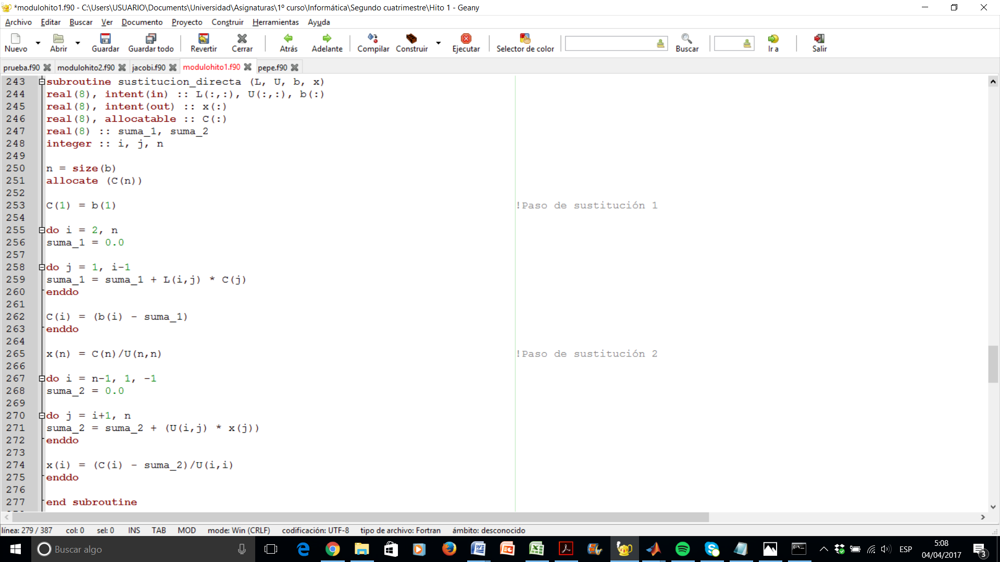 *modulohito1.f90 - C:\Users\USUARIO\Documents\Universidad\Asignaturas\1º curso\Informática\Segundo cuatrimestre\Hito 1 - Geany
Archivo Editar Buscar Ver Documento Proyecto Construir Herramientas Ayuda
Nuevo Abrir Guardar Guardar todo Revertir Cerrar Atrás Adelante Compilar Construir Ejecutar Selector de color Buscar Ir a Salir
prueba.f90 modulohito2.f90 jacobi.f90 modulohito1.f90 pepe.f90
243 subroutine sustitucion_directa (L, U, b, x)
244 real(8), intent(in) :: L(:,:), U(:,:), b(:)
245 real(8), intent(out) :: x(:)
246 real(8), allocatable :: C(:)
247 real(8) :: suma_1, suma_2
248 integer :: i, j, n
249
250 n = size(b)
251 allocate (C(n))
252
253 C(1) = b(1) !Paso de sustitución 1
254
255 do i = 2, n
256 suma_1 = 0.0
257
258 do j = 1, i-1
259 suma_1 = suma_1 + L(i,j) * C(j)
260 enddo
261
262 C(i) = (b(i) - suma_1)
263 enddo
264
265 x(n) = C(n)/U(n,n) !Paso de sustitución 2
266
267 do i = n-1, 1, -1
268 suma_2 = 0.0
269
270 do j = i+1, n
271 suma_2 = suma_2 + (U(i,j) * x(j))
272 enddo
273
274 x(i) = (C(i) - suma_2)/U(i,i)
275 enddo
276
277 end subroutine
línea: 279 / 387 col: 0 sel: 0 INS TAB MOD mode: Win (CRLF) codificación: UTF-8 tipo de archivo: Fortran ámbito: desconocido
Buscar algo ESP 5:08
04/04/2017 3